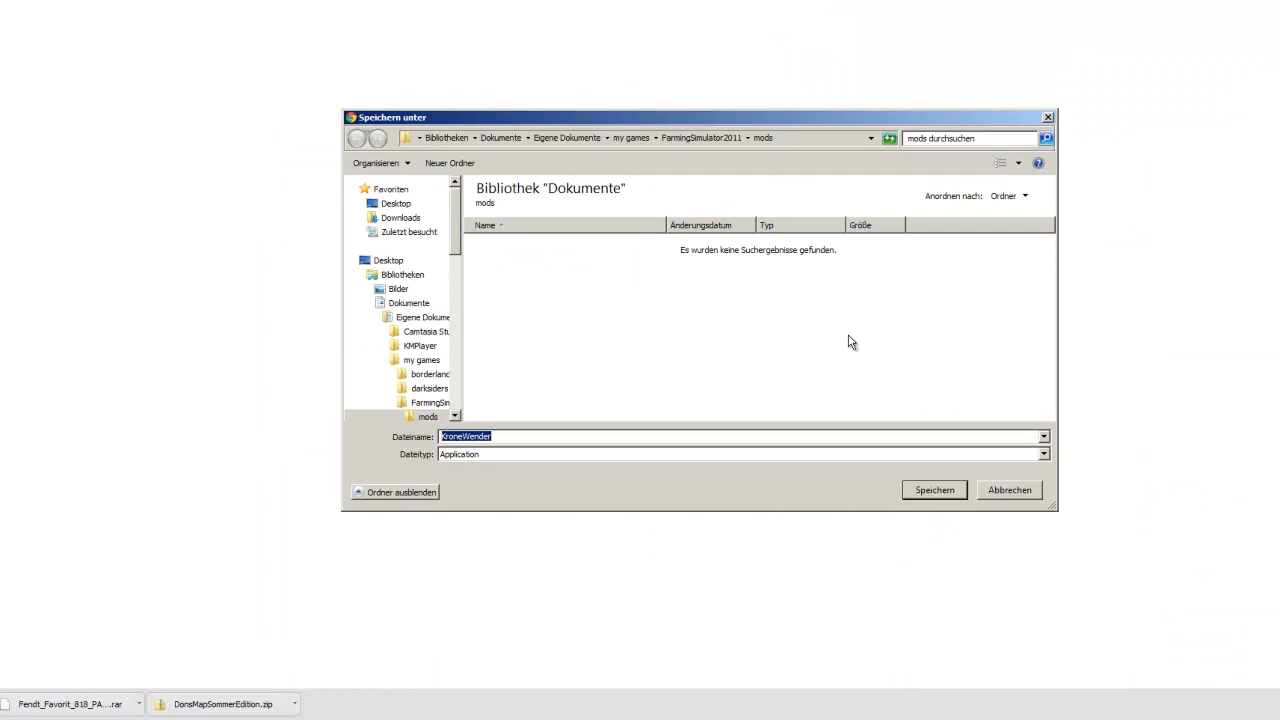 Speichern unter
Bibliotheken Dokumente Eigene Dokumente my games FarmingSimulator2011 mods
mods durchsuchen
Organisieren Neuer Ordner
Favoriten
Desktop
Downloads
Zuletzt besucht
Desktop
Bibliotheken
Bilder
Dokumente
Eigene Dokume
Camtasia Stu
KMPlayer
my games
borderland
darksiders
FarmingSim
mods
Bibliothek "Dokumente"
mods
Anordnen nach: Ordner
Name Änderungsdatum Typ Größe
Es wurden keine Suchergebnisse gefunden.
Dateiname: KroneWender
Dateityp: Application
Ordner ausblenden
Speichern Abbrechen
Fendt_Favorit_818_PA....rar DonsMapSommerEdition.zip